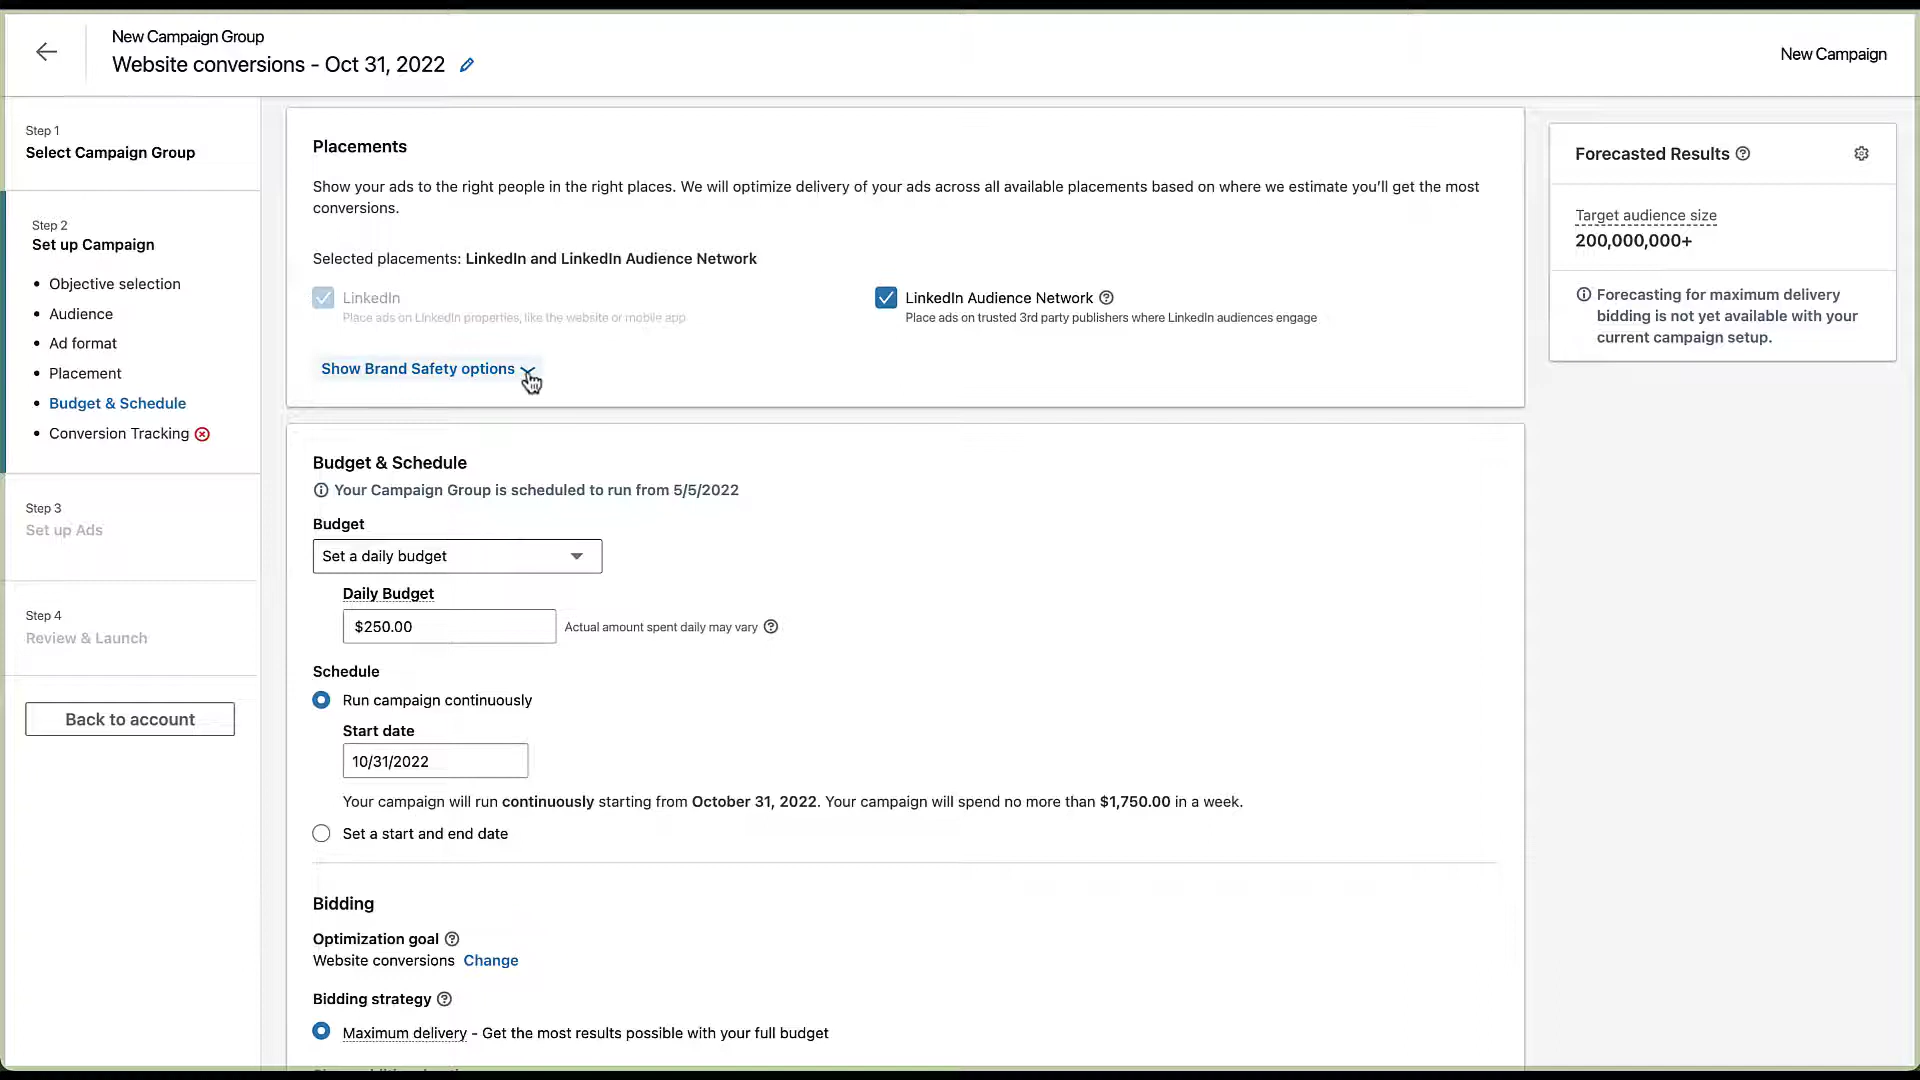 New Campaign Group
Website conversions - Oct 31, 2022
New Campaign
Step 1
Select Campaign Group
Step 2
Set up Campaign
Objective selection
Audience
Ad format
Placement
Budget & Schedule
Conversion Tracking
Step 3
Set up Ads
Step 4
Review & Launch
Back to account
Placements
Show your ads to the right people in the right places. We will optimize delivery of your ads across all available placements based on where we estimate you'll get the most
conversions.
Selected placements: LinkedIn and LinkedIn Audience Network
LinkedIn
Place ads on LinkedIn properties, like the website or mobile app
LinkedIn Audience Network
Place ads on trusted 3rd party publishers where LinkedIn audiences engage
Show Brand Safety options
Budget & Schedule
Your Campaign Group is scheduled to run from 5/5/2022
Budget
Set a daily budget
Daily Budget
$250.00
Actual amount spent daily may vary
Schedule
Run campaign continuously
Start date
10/31/2022
Your campaign will run continuously starting from October 31, 2022. Your campaign will spend no more than $1,750.00 in a week.
Set a start and end date
Bidding
Optimization goal
Website conversions Change
Bidding strategy
Maximum delivery - Get the most results possible with your full budget
Forecasted Results
Target audience size
200,000,000+
Forecasting for maximum delivery
bidding is not yet available with your
current campaign setup.